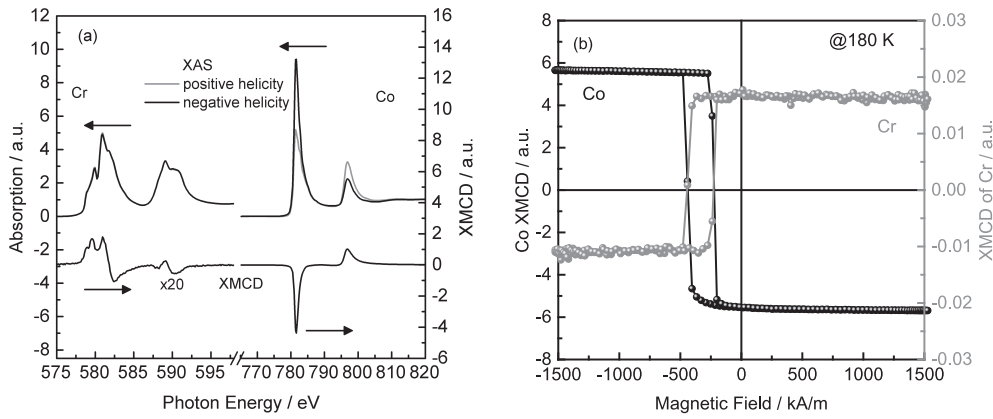 (a)
XAS
positive helicity
negative helicity
Cr
Co
x20
XMCD
Absorption / a.u.
12
10
8
6
4
2
0
-2
-4
-6
-8
XMCD / a.u.
16
14
12
10
8
6
4
2
0
-2
-4
-6
575 580 585 590 595 770 760 780 790 800 810 820
Photon Energy / eV
(b)
@180 K
Co
Cr
Co XMCD / a.u.
8
6
4
2
0
-2
-4
-6
-8
XMCD of Cr / a.u.
0.03
0.02
0.01
0.00
-0.01
-0.02
-0.03
-1500 -1000 -500 0 500 1000 1500
Magnetic Field / kA/m